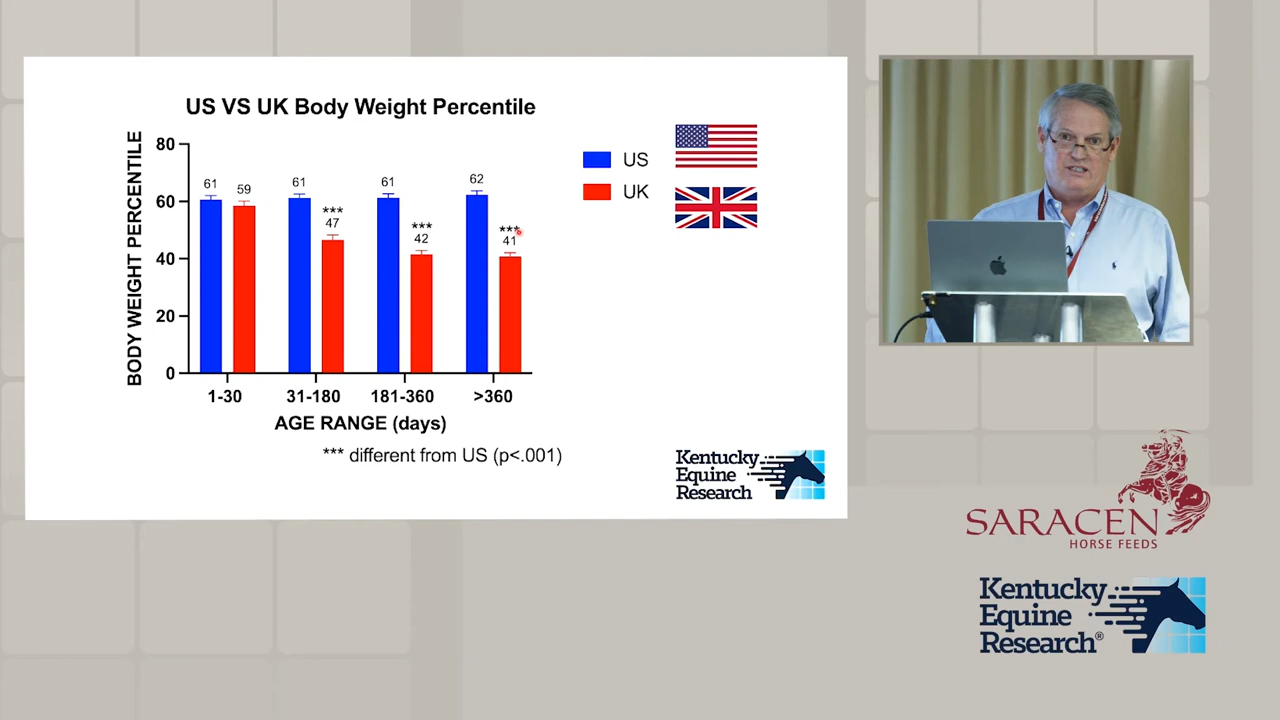 US VS UK Body Weight Percentile
BODY WEIGHT PERCENTILE
80
60
40
20
0
61
59
61
***
47
61
***
42
62
***
41
1-30
31-180
181-360
>360
AGE RANGE (days)
*** different from US (p<.001)
US
UK
Kentucky
Equine
Research
SARACEN
HORSE FEEDS
Kentucky
Equine
Research®